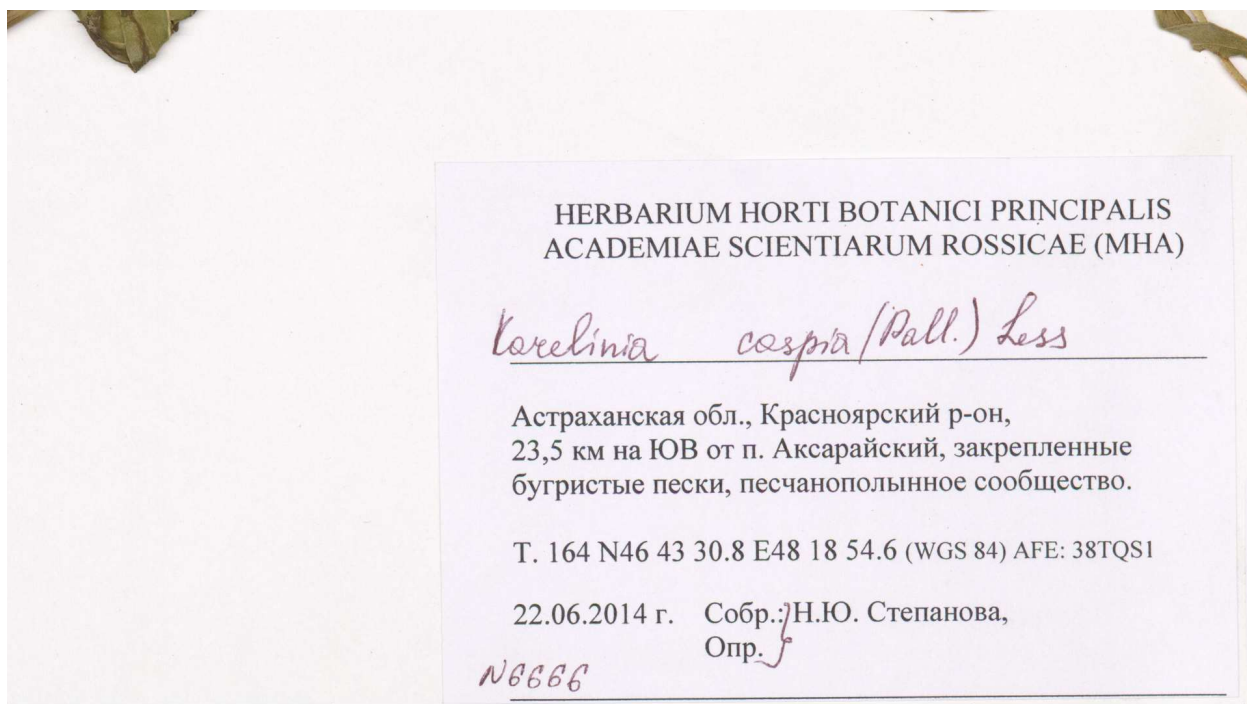 HERBARIUM HORTI BOTANICI PRINCIPALIS
ACADEMIAE SCIENTIARUM ROSSICAE (MHA)
Karelinia caspia (Pall.) Less
Астраханская обл., Красноярский р-он,
23,5 км на ЮВ от п. Аксарайский, закрепленные
бугристые пески, песчанополынное сообщество.
Т. 164 N46 43 30.8 E48 18 54.6 (WGS 84) AFE: 38TQS1
22.06.2014 г. Собр.: Н.Ю. Степанова,
Опр.
N6666